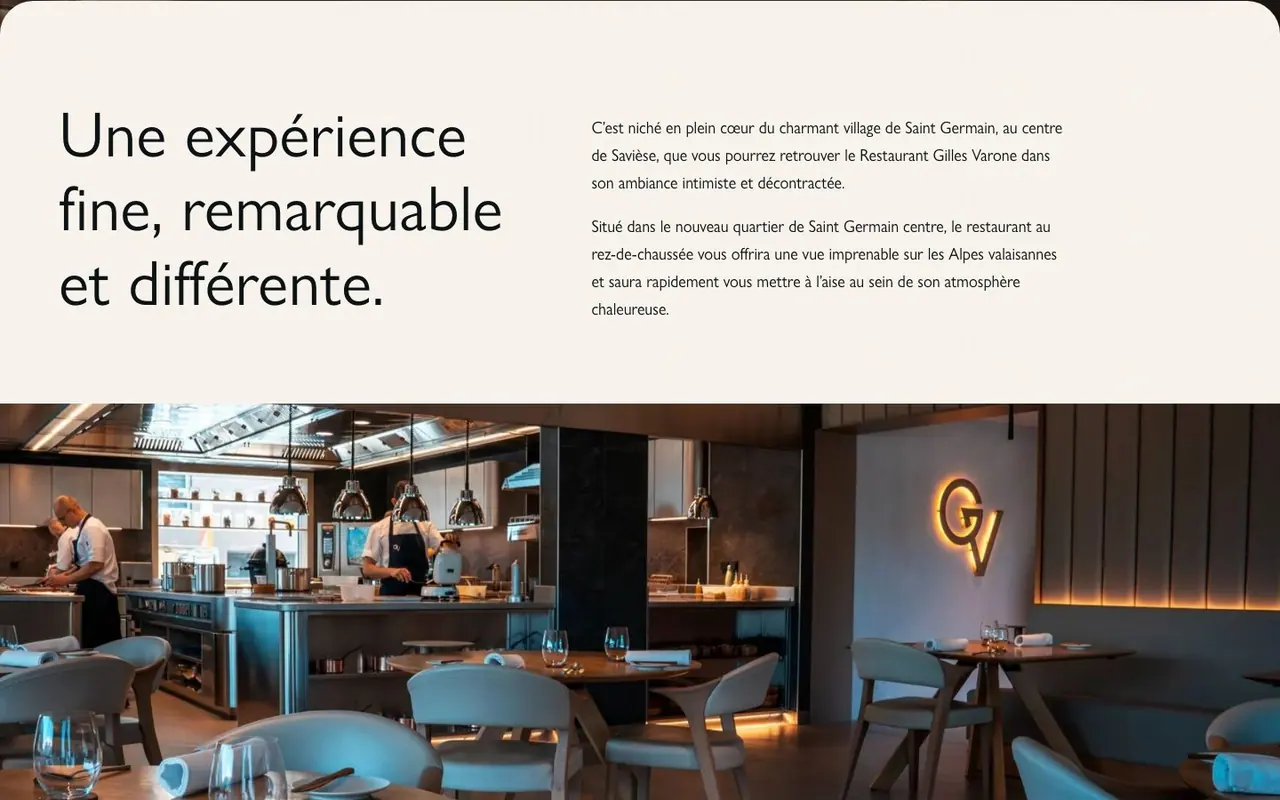 Une expérience
fine, remarquable
et différente.
C'est niché en plein cœur du charmant village de Saint Germain, au centre
de Savièse, que vous pourrez retrouver le Restaurant Gilles Varone dans
son ambiance intimiste et décontractée.
Situé dans le nouveau quartier de Saint Germain centre, le restaurant au
rez-de-chaussée vous offrira une vue imprenable sur les Alpes valaisannes
et saura rapidement vous mettre à l'aise au sein de son atmosphère
chaleureuse.
GV